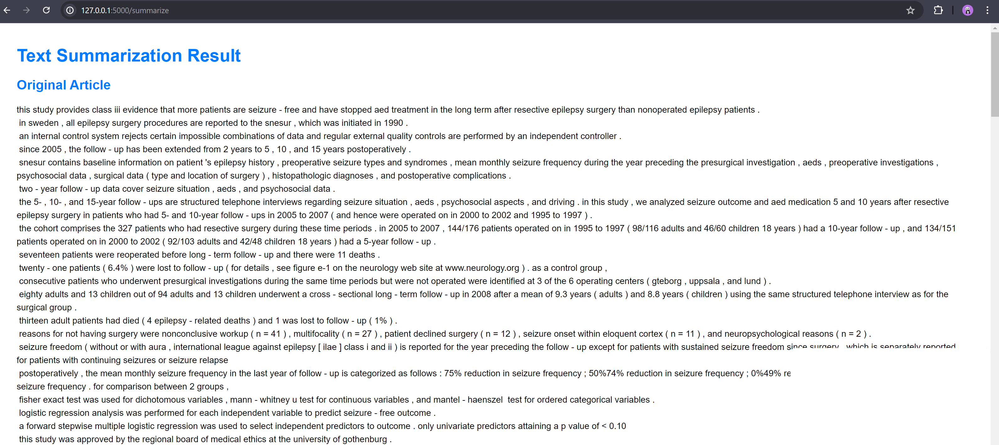 127.0.0.1:5000/summarize
Text Summarization Result
Original Article
this study provides class iii evidence that more patients are seizure - free and have stopped aed treatment in the long term after resective epilepsy surgery than nonoperated epilepsy patients .
in sweden , all epilepsy surgery procedures are reported to the snesur , which was initiated in 1990 .
an internal control system rejects certain impossible combinations of data and regular external quality controls are performed by an independent controller .
since 2005 , the follow - up has been extended from 2 years to 5 , 10 , and 15 years postoperatively .
snesur contains baseline information on patient 's epilepsy history , preoperative seizure types and syndromes , mean monthly seizure frequency during the year preceding the presurgical investigation , aeds , preoperative investigations ,
psychosocial data , surgical data ( type and location of surgery ) , histopathologic diagnoses , and postoperative complications .
two - year follow - up data cover seizure situation , aeds , and psychosocial data .
the 5- , 10- , and 15-year follow - ups are structured telephone interviews regarding seizure situation , aeds , psychosocial aspects , and driving . in this study , we analyzed seizure outcome and aed medication 5 and 10 years after resective
epilepsy surgery in patients who had 5- and 10-year follow - ups in 2005 to 2007 ( and hence were operated on in 2000 to 2002 and 1995 to 1997 ) .
the cohort comprises the 327 patients who had resective surgery during these time periods . in 2005 to 2007 , 144/176 patients operated on in 1995 to 1997 ( 98/116 adults and 46/60 children 18 years ) had a 10-year follow - up , and 134/151
patients operated on in 2000 to 2002 ( 92/103 adults and 42/48 children 18 years ) had a 5-year follow - up .
seventeen patients were reoperated before long - term follow - up and there were 11 deaths .
twenty - one patients ( 6.4% ) were lost to follow - up ( for details , see figure e-1 on the neurology web site at www.neurology.org ) . as a control group ,
consecutive patients who underwent presurgical investigations during the same time periods but were not operated were identified at 3 of the 6 operating centers ( gteborg , uppsala , and lund ) .
eighty adults and 13 children out of 94 adults and 13 children underwent a cross - sectional long - term follow - up in 2008 after a mean of 9.3 years ( adults ) and 8.8 years ( children ) using the same structured telephone interview as for the
surgical group .
thirteen adult patients had died ( 4 epilepsy - related deaths ) and 1 was lost to follow - up ( 1% ) .
reasons for not having surgery were nonconclusive workup ( n = 41 ) , multifocality ( n = 27 ) , patient declined surgery ( n = 12 ) , seizure onset within eloquent cortex ( n = 11 ) , and neuropsychological reasons ( n = 2 ) .
seizure freedom ( without or with aura , international league against epilepsy [ ilae ] class i and ii ) is reported for the year preceding the follow - up except for patients with sustained seizure freedom since surgery , which is separately reported
for patients with continuing seizures or seizure relapse
postoperatively , the mean monthly seizure frequency in the last year of follow - up is categorized as follows : 75% reduction in seizure frequency ; 50%74% reduction in seizure frequency ; 0%49%
seizure frequency . for comparison between 2 groups ,
fisher exact test was used for dichotomous variables , mann - whitney u test for continuous variables , and mantel - haenszel test for ordered categorical variables .
logistic regression analysis was performed for each independent variable to predict seizure - free outcome .
a forward stepwise multiple logistic regression was used to select independent predictors to outcome . only univariate predictors attaining a p value of < 0.10
this study was approved by the regional board of medical ethics at the university of gothenburg .